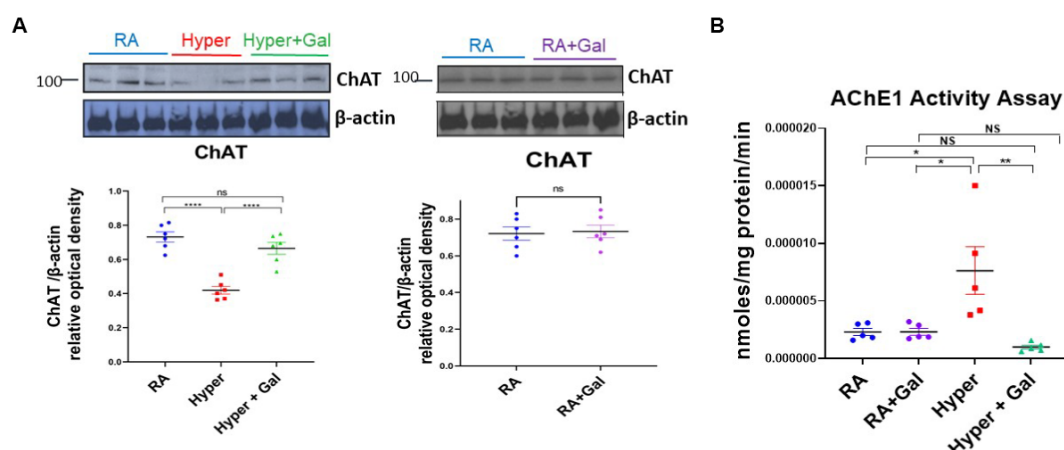 A
RA Hyper Hyper+Gal
100 ChAT
β-actin
ChAT
ChAT/β-actin
relative optical density
0.8
0.6
0.4
0.2
0.0
ns
**** ****
RA
Hyper
Hyper + Gal
RA RA+Gal
100 ChAT
β-actin
ChAT
ChAT/β-actin
relative optical density
0.8
0.6
0.4
0.2
0.0
ns
RA
RA+Gal
B
AChE1 Activity Assay
nmoles/mg protein/min
0.000020
0.000015
0.000010
0.000005
0.000000
NS
NS
*
* **
RA
RA+Gal
Hyper
Hyper + Gal